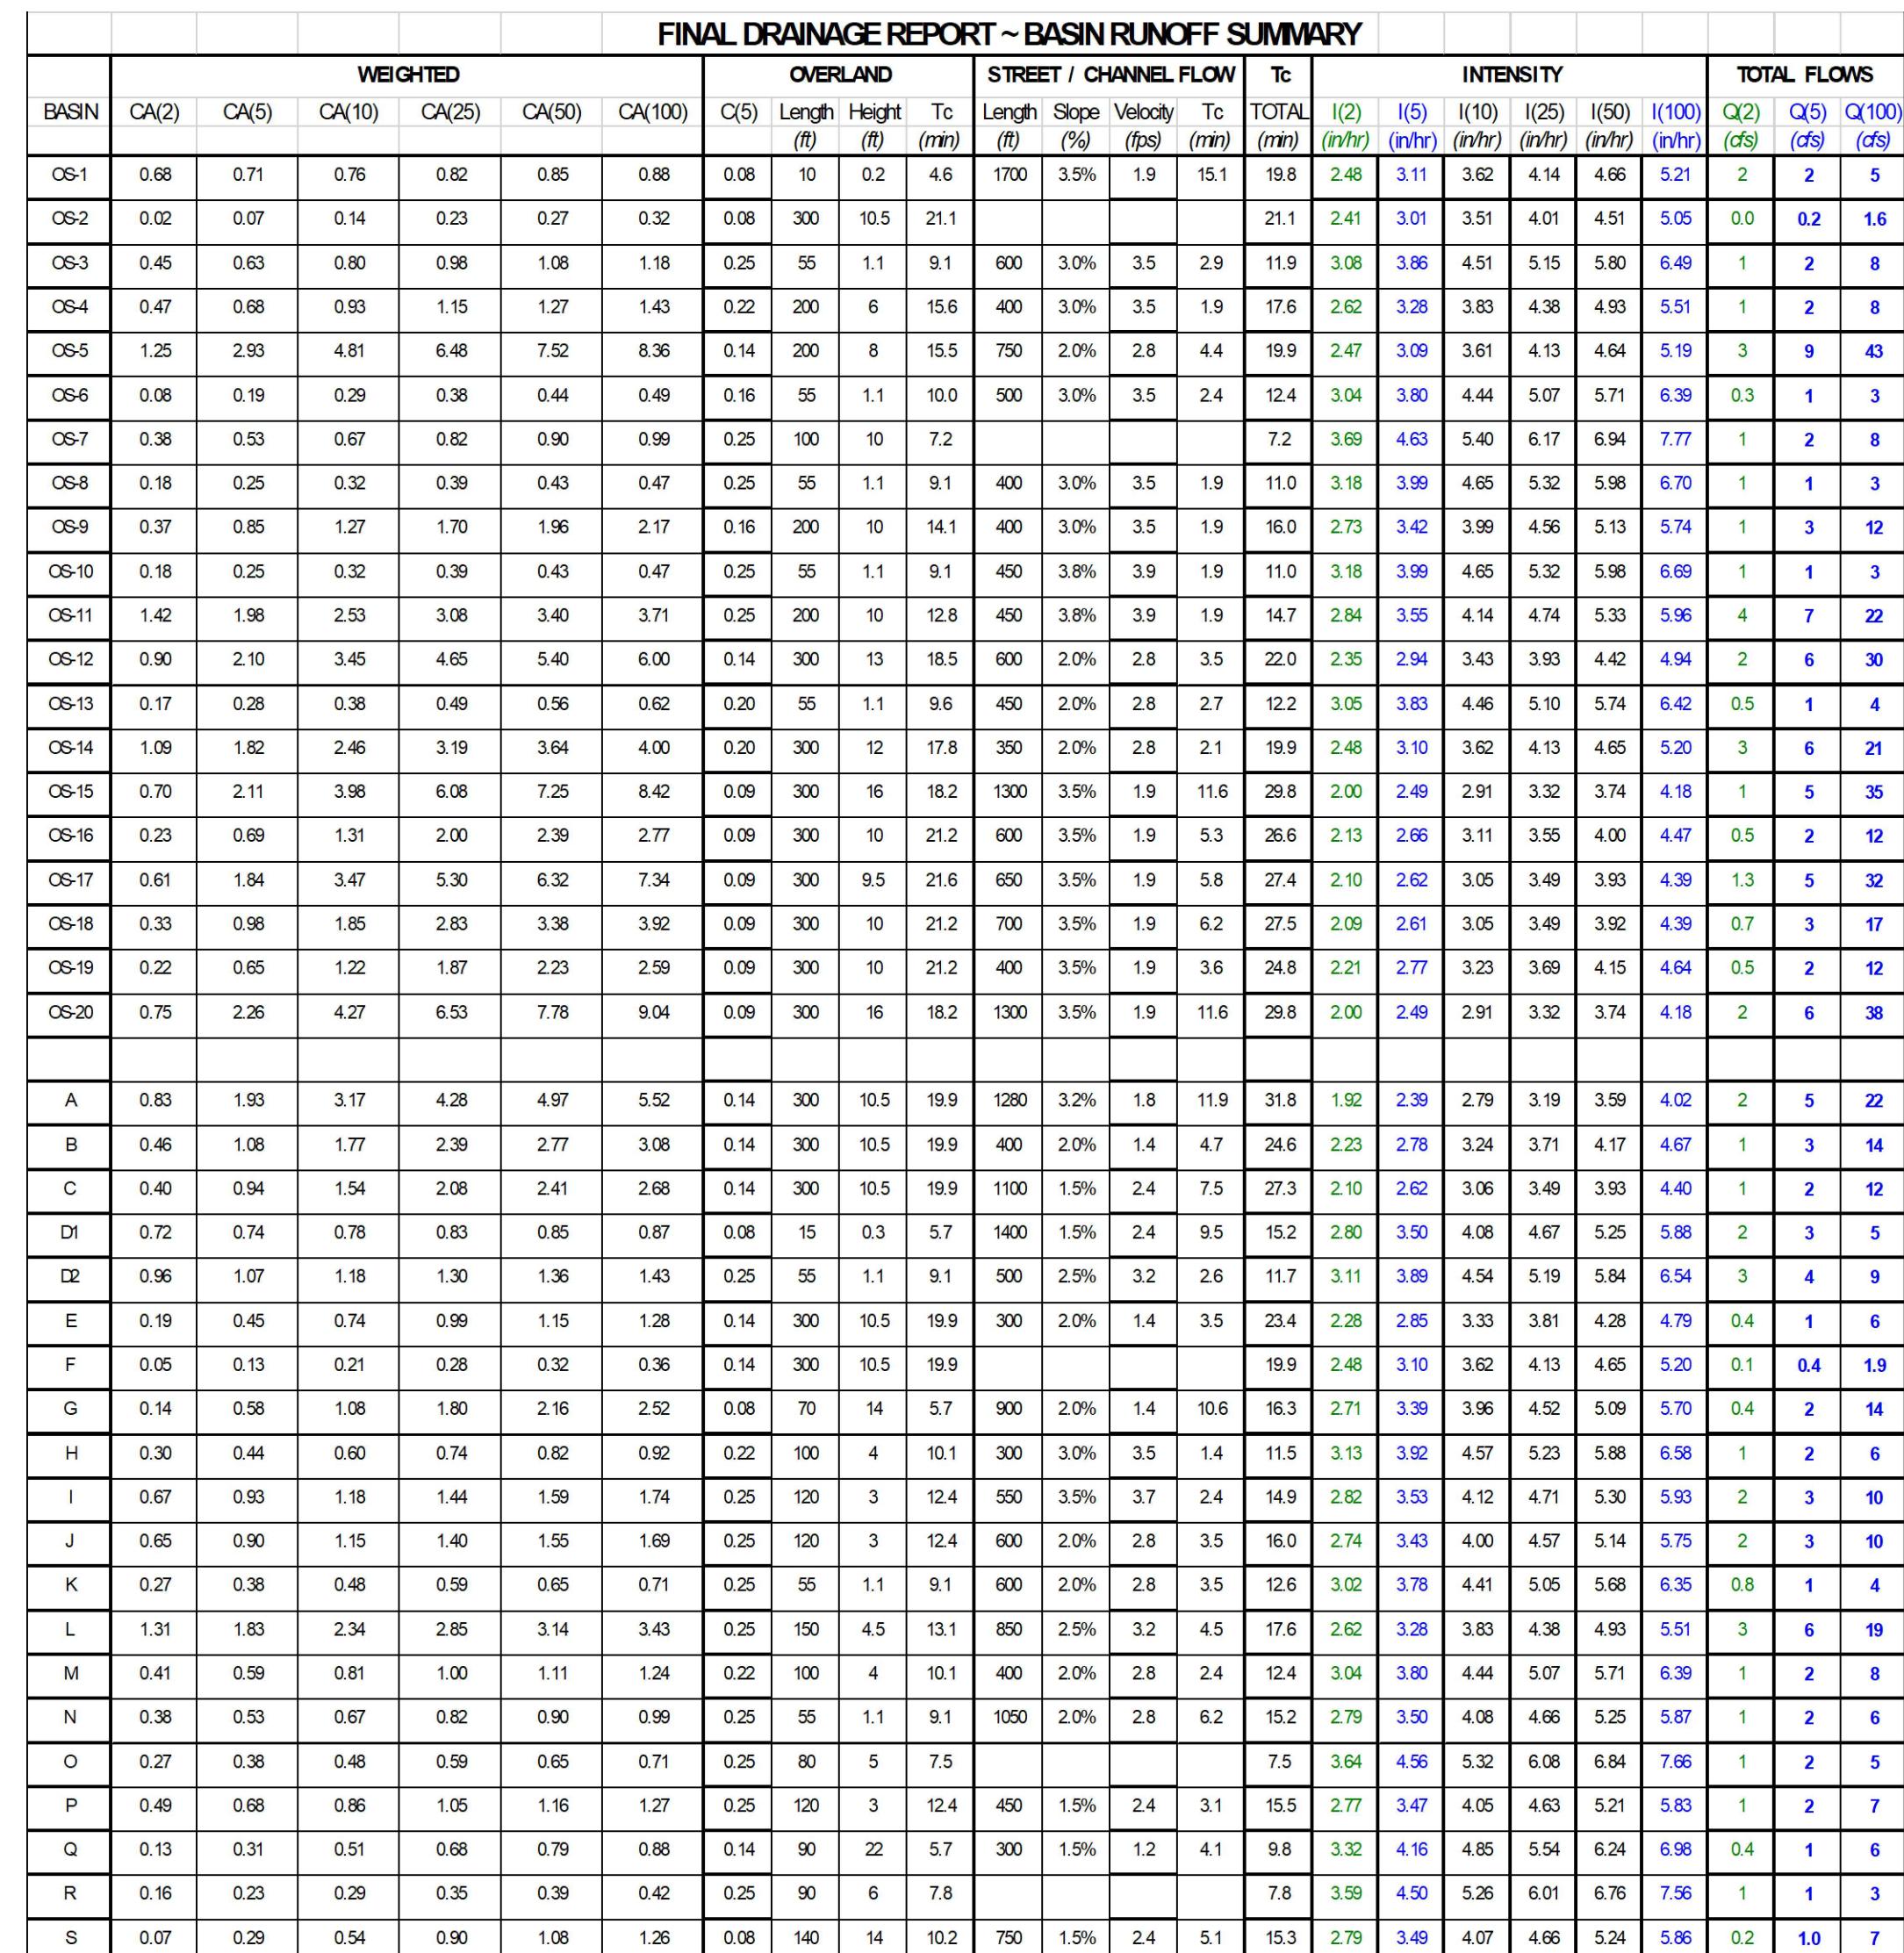 FINAL DRAINAGE REPORT ~ BASIN RUNOFF SUMMARY
WEIGHTED OVERLAND STREET / CHANNEL FLOW Tc INTENSITY TOTAL FLOWS
BASIN CA(2) CA(5) CA(10) CA(25) CA(50) CA(100) C(5) Length Height Tc Length Slope Velocity Tc TOTAL I(2) I(5) I(10) I(25) I(50) I(100) Q(2) Q(5) Q(100)
(ft) (ft) (min) (ft) (%) (fps) (min) (min) (in/hr) (in/hr) (in/hr) (in/hr) (in/hr) (in/hr) (cfs) (cfs) (cfs)
OS-1 0.68 0.71 0.76 0.82 0.85 0.88 0.08 10 0.2 4.6 1700 3.5% 1.9 15.1 19.8 2.48 3.11 3.62 4.14 4.66 5.21 2 2 5
OS-2 0.02 0.07 0.14 0.23 0.27 0.32 0.08 300 10.5 21.1 21.1 2.41 3.01 3.51 4.01 4.51 5.05 0.0 0.2 1.6
OS-3 0.45 0.63 0.80 0.98 1.08 1.18 0.25 55 1.1 9.1 600 3.0% 3.5 2.9 11.9 3.08 3.86 4.51 5.15 5.80 6.49 1 2 8
OS-4 0.47 0.68 0.93 1.15 1.27 1.43 0.22 200 6 15.6 400 3.0% 3.5 1.9 17.6 2.62 3.28 3.83 4.38 4.93 5.51 1 2 8
OS-5 1.25 2.93 4.81 6.48 7.52 8.36 0.14 200 8 15.5 750 2.0% 2.8 4.4 19.9 2.47 3.09 3.61 4.13 4.64 5.19 3 9 43
OS-6 0.08 0.19 0.29 0.38 0.44 0.49 0.16 55 1.1 10.0 500 3.0% 3.5 2.4 12.4 3.04 3.80 4.44 5.07 5.71 6.39 0.3 1 3
OS-7 0.38 0.53 0.67 0.82 0.90 0.99 0.25 100 10 7.2 7.2 3.69 4.63 5.40 6.17 6.94 7.77 1 2 8
OS-8 0.18 0.25 0.32 0.39 0.43 0.47 0.25 55 1.1 9.1 400 3.0% 3.5 1.9 11.0 3.18 3.99 4.65 5.32 5.98 6.70 1 1 3
OS-9 0.37 0.85 1.27 1.70 1.96 2.17 0.16 200 10 14.1 400 3.0% 3.5 1.9 16.0 2.73 3.42 3.99 4.56 5.13 5.74 1 3 12
OS-10 0.18 0.25 0.32 0.39 0.43 0.47 0.25 55 1.1 9.1 450 3.8% 3.9 1.9 11.0 3.18 3.99 4.65 5.32 5.98 6.69 1 1 3
OS-11 1.42 1.98 2.53 3.08 3.40 3.71 0.25 200 10 12.8 450 3.8% 3.9 1.9 14.7 2.84 3.55 4.14 4.74 5.33 5.96 4 7 22
OS-12 0.90 2.10 3.45 4.65 5.40 6.00 0.14 300 13 18.5 600 2.0% 2.8 3.5 22.0 2.35 2.94 3.43 3.93 4.42 4.94 2 6 30
OS-13 0.17 0.28 0.38 0.49 0.56 0.62 0.20 55 1.1 9.6 450 2.0% 2.8 2.7 12.2 3.05 3.83 4.46 5.10 5.74 6.42 0.5 1 4
OS-14 1.09 1.82 2.46 3.19 3.64 4.00 0.20 300 12 17.8 350 2.0% 2.8 2.1 19.9 2.48 3.10 3.62 4.13 4.65 5.20 3 6 21
OS-15 0.70 2.11 3.98 6.08 7.25 8.42 0.09 300 16 18.2 1300 3.5% 1.9 11.6 29.8 2.00 2.49 2.91 3.32 3.74 4.18 1 5 35
OS-16 0.23 0.69 1.31 2.00 2.39 2.77 0.09 300 10 21.2 600 3.5% 1.9 5.3 26.6 2.13 2.66 3.11 3.55 4.00 4.47 0.5 2 12
OS-17 0.61 1.84 3.47 5.30 6.32 7.34 0.09 300 9.5 21.6 650 3.5% 1.9 5.8 27.4 2.10 2.62 3.05 3.49 3.93 4.39 1.3 5 32
OS-18 0.33 0.98 1.85 2.83 3.38 3.92 0.09 300 10 21.2 700 3.5% 1.9 6.2 27.5 2.09 2.61 3.05 3.49 3.92 4.39 0.7 3 17
OS-19 0.22 0.65 1.22 1.87 2.23 2.59 0.09 300 10 21.2 400 3.5% 1.9 3.6 24.8 2.21 2.77 3.23 3.69 4.15 4.64 0.5 2 12
OS-20 0.75 2.26 4.27 6.53 7.78 9.04 0.09 300 16 18.2 1300 3.5% 1.9 11.6 29.8 2.00 2.49 2.91 3.32 3.74 4.18 2 6 38
A 0.83 1.93 3.17 4.28 4.97 5.52 0.14 300 10.5 19.9 1280 3.2% 1.8 11.9 31.8 1.92 2.39 2.79 3.19 3.59 4.02 2 5 22
B 0.46 1.08 1.77 2.39 2.77 3.08 0.14 300 10.5 19.9 400 2.0% 1.4 4.7 24.6 2.23 2.78 3.24 3.71 4.17 4.67 1 3 14
C 0.40 0.94 1.54 2.08 2.41 2.68 0.14 300 10.5 19.9 1100 1.5% 2.4 7.5 27.3 2.10 2.62 3.06 3.49 3.93 4.40 1 2 12
D1 0.72 0.74 0.78 0.83 0.85 0.87 0.08 15 0.3 5.7 1400 1.5% 2.4 9.5 15.2 2.80 3.50 4.08 4.67 5.25 5.88 2 3 5
D2 0.96 1.07 1.18 1.30 1.36 1.43 0.25 55 1.1 9.1 500 2.5% 3.2 2.6 11.7 3.11 3.89 4.54 5.19 5.84 6.54 3 4 9
E 0.19 0.45 0.74 0.99 1.15 1.28 0.14 300 10.5 19.9 300 2.0% 1.4 3.5 23.4 2.28 2.85 3.33 3.81 4.28 4.79 0.4 1 6
F 0.05 0.13 0.21 0.28 0.32 0.36 0.14 300 10.5 19.9 19.9 2.48 3.10 3.62 4.13 4.65 5.20 0.1 0.4 1.9
G 0.14 0.58 1.08 1.80 2.16 2.52 0.08 70 14 5.7 900 2.0% 1.4 10.6 16.3 2.71 3.39 3.96 4.52 5.09 5.70 0.4 2 14
H 0.30 0.44 0.60 0.74 0.82 0.92 0.22 100 4 10.1 300 3.0% 3.5 1.4 11.5 3.13 3.92 4.57 5.23 5.88 6.58 1 2 6
I 0.67 0.93 1.18 1.44 1.59 1.74 0.25 120 3 12.4 550 3.5% 3.7 2.4 14.9 2.82 3.53 4.12 4.71 5.30 5.93 2 3 10
J 0.65 0.90 1.15 1.40 1.55 1.69 0.25 120 3 12.4 600 2.0% 2.8 3.5 16.0 2.74 3.43 4.00 4.57 5.14 5.75 2 3 10
K 0.27 0.38 0.48 0.59 0.65 0.71 0.25 55 1.1 9.1 600 2.0% 2.8 3.5 12.6 3.02 3.78 4.41 5.05 5.68 6.35 0.8 1 4
L 1.31 1.83 2.34 2.85 3.14 3.43 0.25 150 4.5 13.1 850 2.5% 3.2 4.5 17.6 2.62 3.28 3.83 4.38 4.93 5.51 3 6 19
M 0.41 0.59 0.81 1.00 1.11 1.24 0.22 100 4 10.1 400 2.0% 2.8 2.4 12.4 3.04 3.80 4.44 5.07 5.71 6.39 1 2 8
N 0.38 0.53 0.67 0.82 0.90 0.99 0.25 55 1.1 9.1 1050 2.0% 2.8 6.2 15.2 2.79 3.50 4.08 4.66 5.25 5.87 1 2 6
O 0.27 0.38 0.48 0.59 0.65 0.71 0.25 80 5 7.5 7.5 3.64 4.56 5.32 6.08 6.84 7.66 1 2 5
P 0.49 0.68 0.86 1.05 1.16 1.27 0.25 120 3 12.4 450 1.5% 2.4 3.1 15.5 2.77 3.47 4.05 4.63 5.21 5.83 1 2 7
Q 0.13 0.31 0.51 0.68 0.79 0.88 0.14 90 22 5.7 300 1.5% 1.2 4.1 9.8 3.32 4.16 4.85 5.54 6.24 6.98 0.4 1 6
R 0.16 0.23 0.29 0.35 0.39 0.42 0.25 90 6 7.8 7.8 3.59 4.50 5.26 6.01 6.76 7.56 1 1 3
S 0.07 0.29 0.54 0.90 1.08 1.26 0.08 140 14 10.2 750 1.5% 2.4 5.1 15.3 2.79 3.49 4.07 4.66 5.24 5.86 0.2 1.0 7